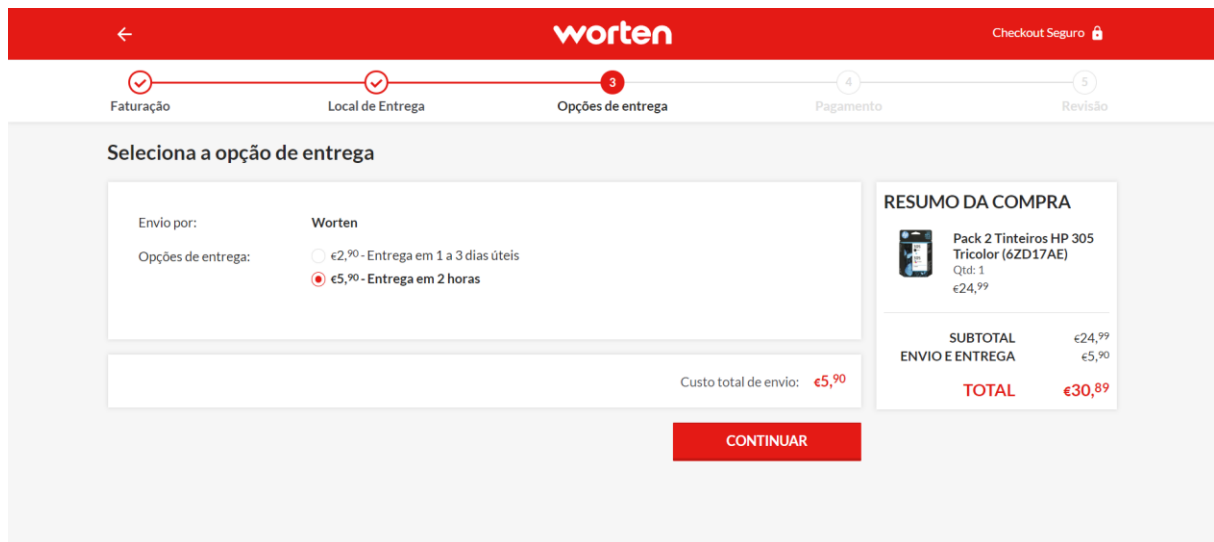 worten
Checkout Seguro
3
4
5
Faturação
Local de Entrega
Opções de entrega
Pagamento
Revisão
Seleciona a opção de entrega
Envio por: Worten
Opções de entrega: €2,90 - Entrega em 1 a 3 dias úteis
€5,90 - Entrega em 2 horas
Custo total de envio: €5,90
CONTINUAR
RESUMO DA COMPRA
Pack 2 Tinteiros HP 305
Tricolor (6ZD17AE)
Qtd: 1
€24,99
SUBTOTAL €24,99
ENVIO E ENTREGA €5,90
TOTAL €30,89